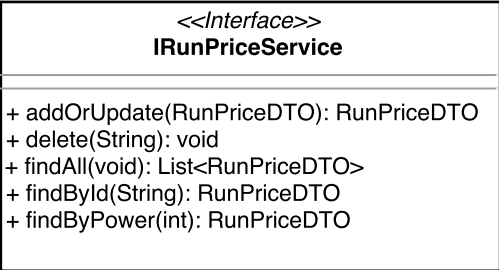 <<Interface>>
IRunPriceService
+ addOrUpdate(RunPriceDTO): RunPriceDTO
+ delete(String): void
+ findAll(void): List<RunPriceDTO>
+ findById(String): RunPriceDTO
+ findByPower(int): RunPriceDTO